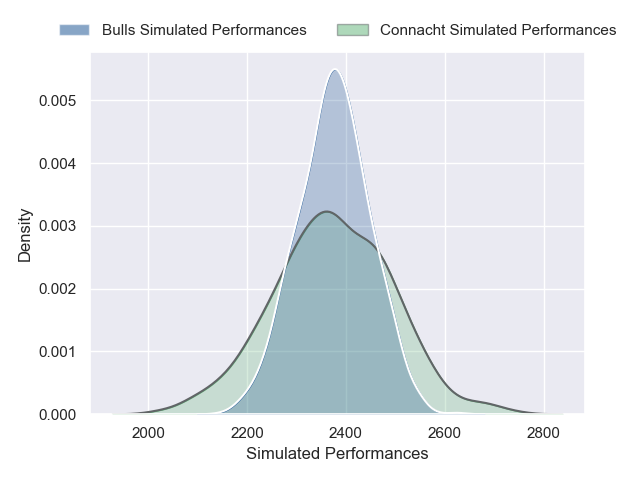 Bulls Simulated Performances Connacht Simulated Performances
0.005
0.004
0.003
0.002
0.001
0.000
Density
2000 2200 2400 2600 2800
Simulated Performances